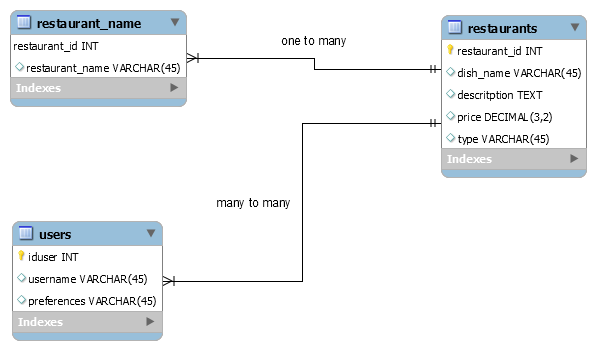 restaurant_name
restaurant_id INT
restaurant_name VARCHAR(45)
Indexes
one to many
restaurants
restaurant_id INT
dish_name VARCHAR(45)
descritption TEXT
price DECIMAL(3,2)
type VARCHAR(45)
Indexes
many to many
users
iduser INT
username VARCHAR(45)
preferences VARCHAR(45)
Indexes